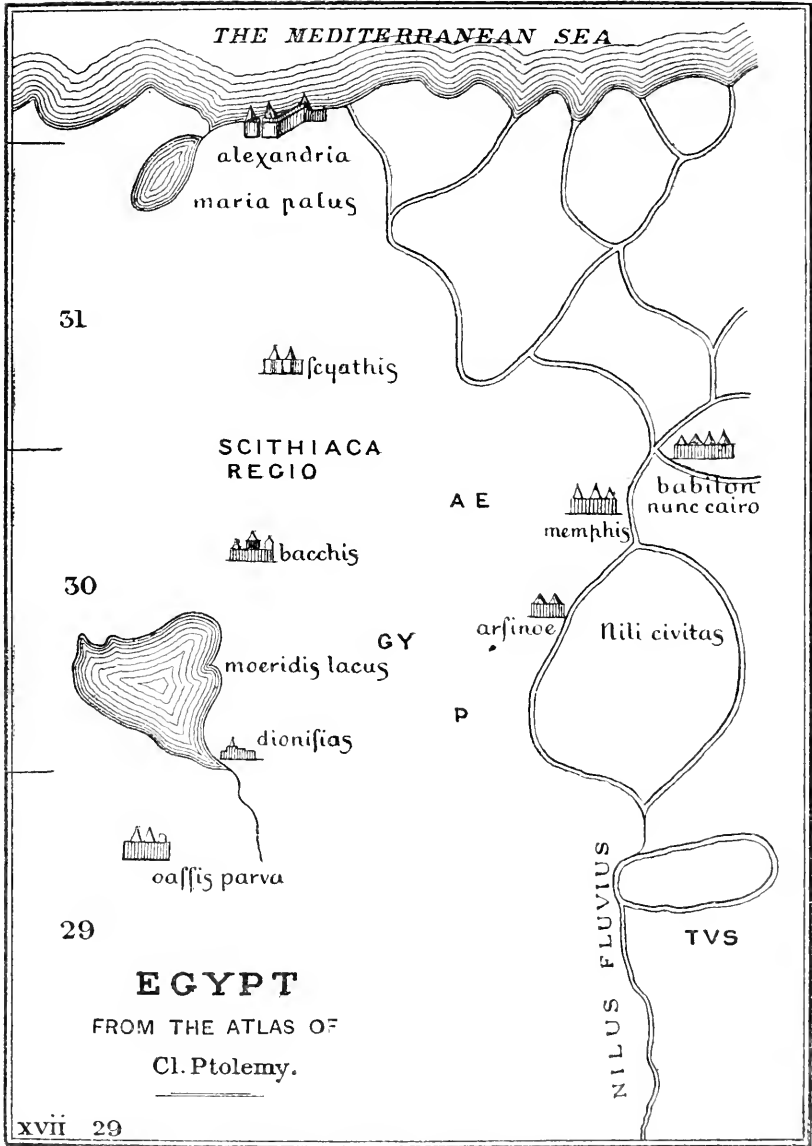 THE MEDITERRANEAN SEA
alexandria
maria palus
31
ſcyathis
SCITHIACA
REGIO
babilon
nunc cairo
A E
memphis
bacchis
30
arſinoe
Nili civitas
GY
moeridis lacus
P
dioniſias
oaſſis parva
NILUS FLUVIUS
29
TVS
EGYPT
FROM THE ATLAS OF
Cl. Ptolemy.
xvii 29